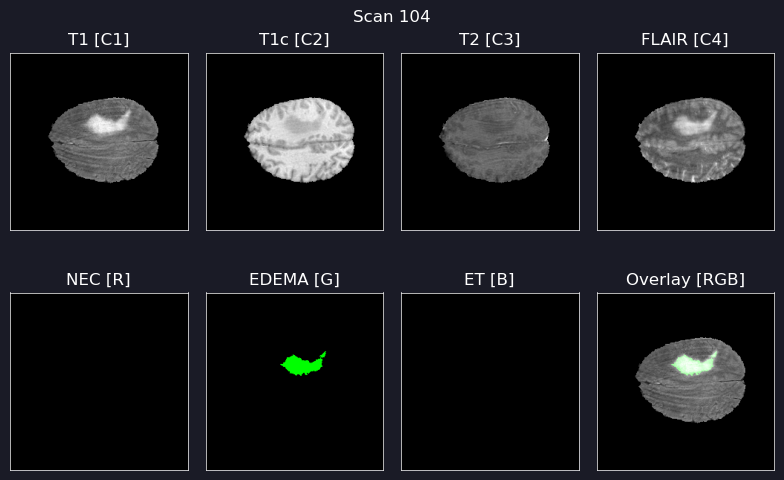 Scan 104
T1 [C1]
T1c [C2]
T2 [C3]
FLAIR [C4]
NEC [R]
EDEMA [G]
ET [B]
Overlay [RGB]